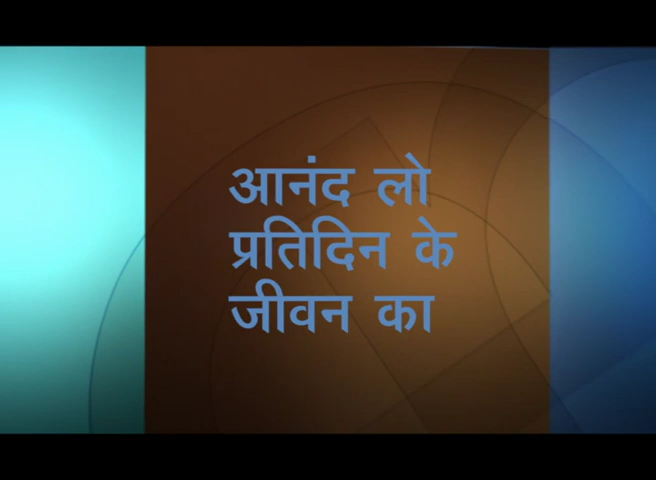 आनंद लो
प्रतिदिन के
जीवन का